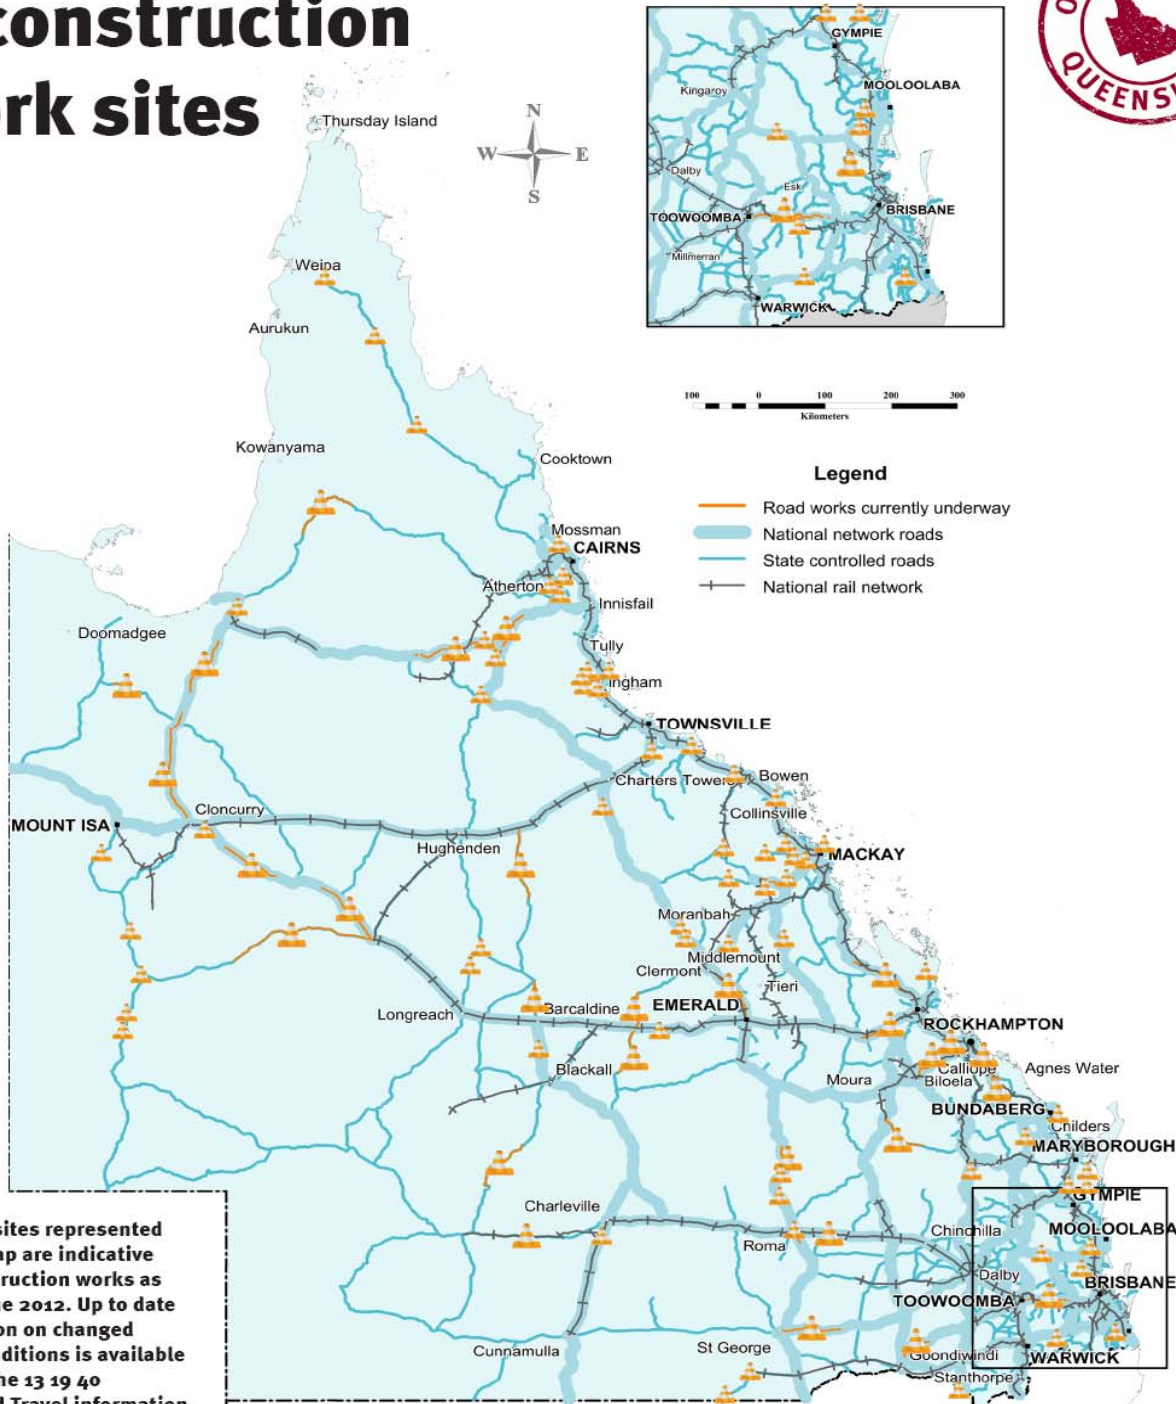 construction
rk sites
QUEENS
GYMPIE
MOOLOOLABA
Kingaroy
Dalby
Esk
TOOWOOMBA
BRISBANE
Millmerran
WARWICK
N
W E
S
Thursday Island
Weipa
Aurukun
Kowanyama
Cooktown
100 0 100 200 300
Kilometers
Legend
Road works currently underway
National network roads
State controlled roads
National rail network
Mossman
CAIRNS
Atherton
Innisfail
Doomadgee
Tully
Ingham
TOWNSVILLE
Charters Towers
Bowen
Cloncurry
Collinsville
MOUNT ISA
Hughenden
MACKAY
Moranbah
Middlemount
Clermont
Tieri
Longreach
Barcaldine
EMERALD
ROCKHAMPTON
Blackall
Calliope
Agnes Water
Moura
Biloela
BUNDABERG
Childers
MARYBOROUGH
GYMPIE
Charleville
Chinchilla
MOOLOOLABA
Roma
Dalby
BRISBANE
TOOWOOMBA
Cunnamulla
St George
Goondiwindi
WARWICK
Stanthorpe
sites represented
ap are indicative
ruction works as
e 2012. Up to date
on on changed
ditions is available
ne 13 19 40
Travel information